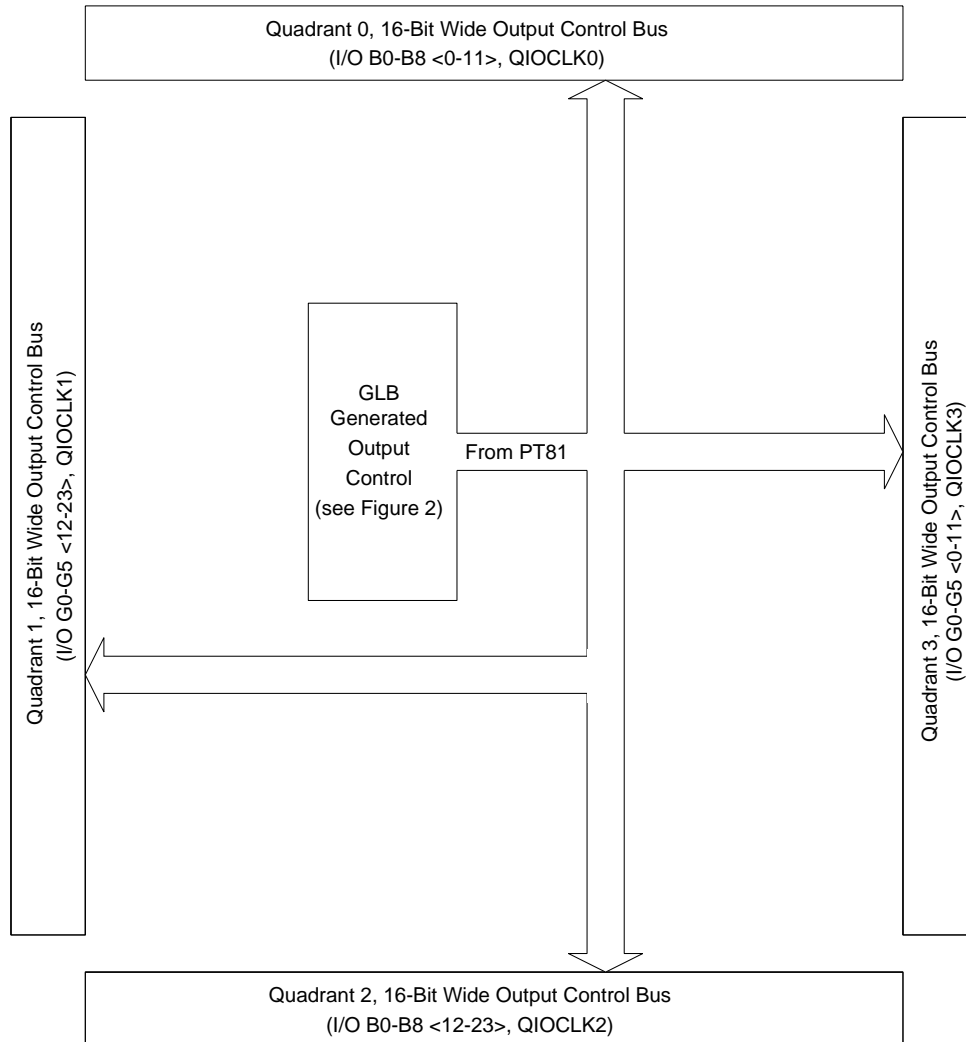 Quadrant 0, 16-Bit Wide Output Control Bus
(I/O B0-B8 <0-11>, QIOCLK0)
Quadrant 1, 16-Bit Wide Output Control Bus
(I/O G0-G5 <12-23>, QIOCLK1)
GLB
Generated
Output
Control
(see Figure 2)
From PT81
Quadrant 3, 16-Bit Wide Output Control Bus
(I/O G0-G5 <0-11>, QIOCLK3)
Quadrant 2, 16-Bit Wide Output Control Bus
(I/O B0-B8 <12-23>, QIOCLK2)